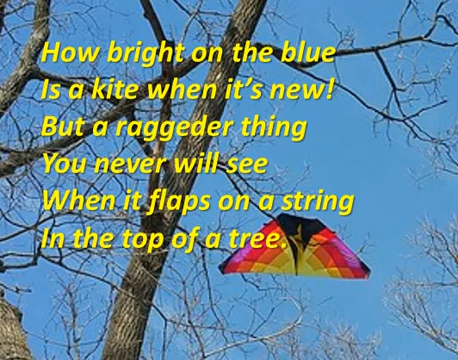 How bright on the blue
Is a kite when it's new!
But a raggeder thing
You never will see
When it flaps on a string
In the top of a tree.